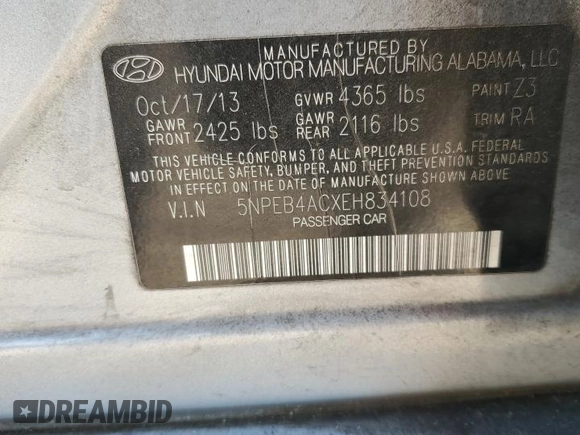 MANUFACTURED BY
HYUNDAI MOTOR MANUFACTURING ALABAMA, LLC
Oct/17/13 GVWR 4365 lbs PAINT Z3
GAWR FRONT 2425 lbs GAWR REAR 2116 lbs TRIM RA
THIS VEHICLE CONFORMS TO ALL APPLICABLE U.S.A. FEDERAL
MOTOR VEHICLE SAFETY, BUMPER, AND THEFT PREVENTION STANDARDS
IN EFFECT ON THE DATE OF MANUFACTURE SHOWN ABOVE.
V.I.N 5NPEB4ACXEH834108
PASSENGER CAR
DREAMBID